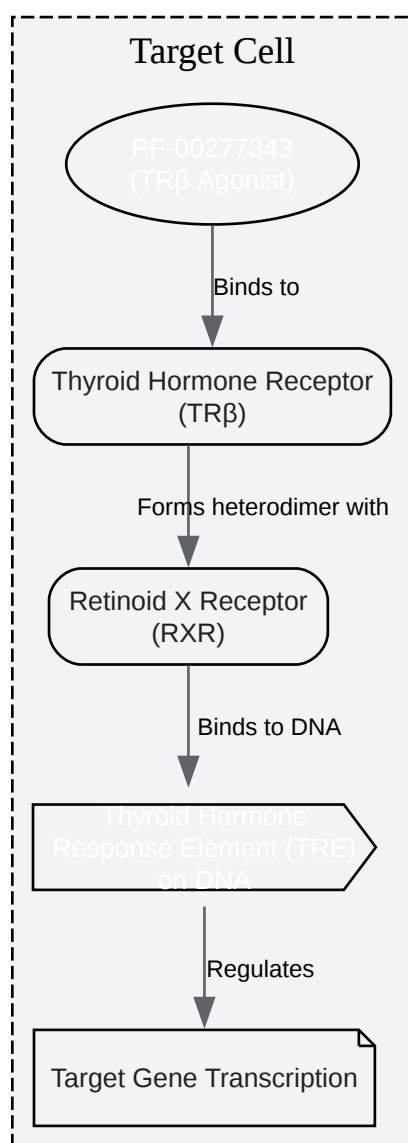 Target Cell
PF-00277343
(TRβ Agonist)
Binds to
Thyroid Hormone Receptor
(TRβ)
Forms heterodimer with
Retinoid X Receptor
(RXR)
Binds to DNA
Thyroid Hormone
Response Element (TRE)
on DNA
Regulates
Target Gene Transcription